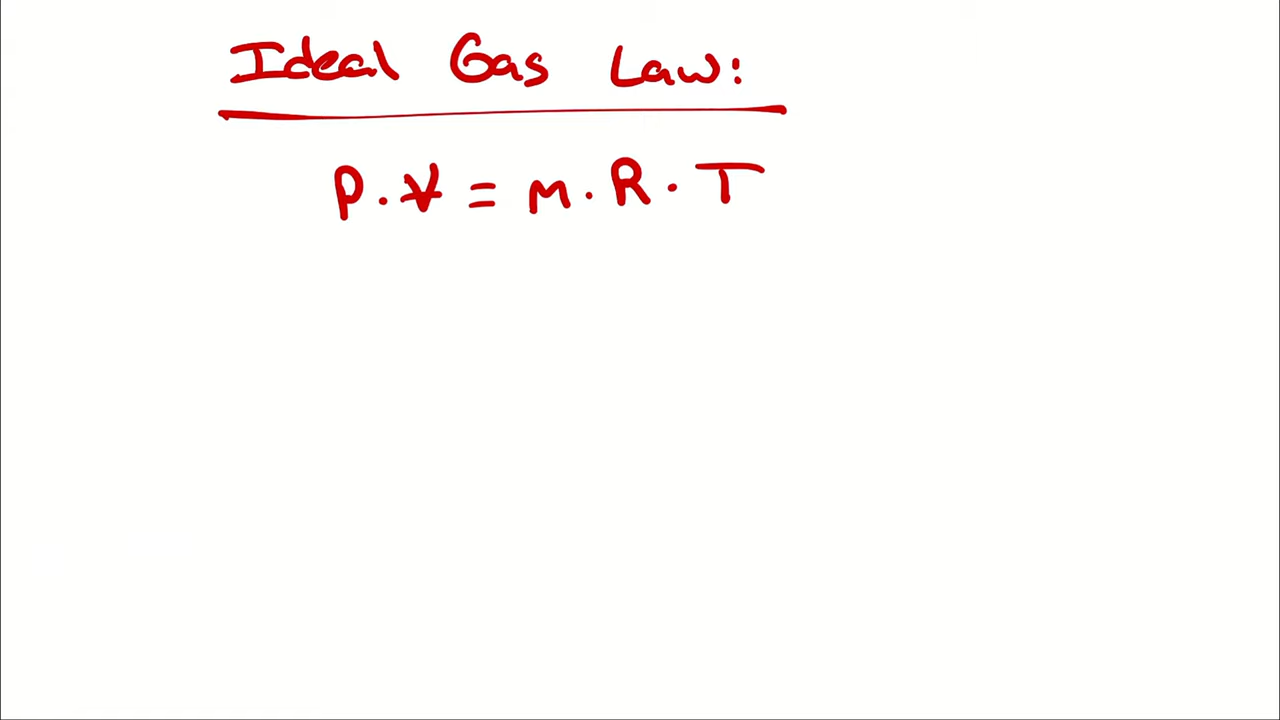 Ideal Gas Law:
P · V̶ = m · R · T